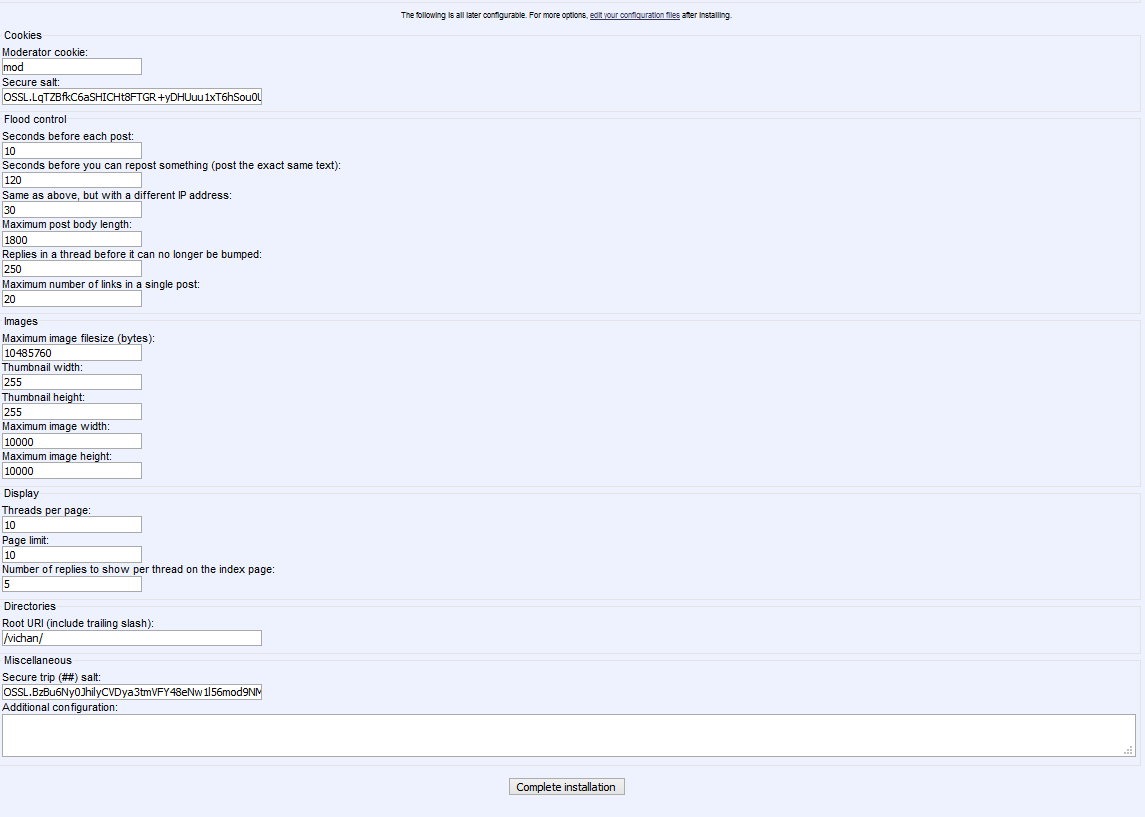 The following is all later configurable. For more options, edit your configuration files after installing.
Cookies
Moderator cookie:
mod
Secure salt:
OSSL.LqTZBfkC6aSHICHt8FTGR+yDHUuu1xT6hSou0U
Flood control
Seconds before each post:
10
Seconds before you can repost something (post the exact same text):
120
Same as above, but with a different IP address:
30
Maximum post body length:
1800
Replies in a thread before it can no longer be bumped:
250
Maximum number of links in a single post:
20
Images
Maximum image filesize (bytes):
10485760
Thumbnail width:
255
Thumbnail height:
255
Maximum image width:
10000
Maximum image height:
10000
Display
Threads per page:
10
Page limit:
10
Number of replies to show per thread on the index page:
5
Directories
Root URI (include trailing slash):
/vichan/
Miscellaneous
Secure trip (##) salt:
OSSL.BzBu6Ny0JhilyCVDya3tmVFY48eNw1l56mod9NM
Additional configuration:
Complete installation